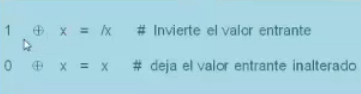 1 ⊕ x = /x # Invierte el valor entrante
0 ⊕ x = x # deja el valor entrante inalterado